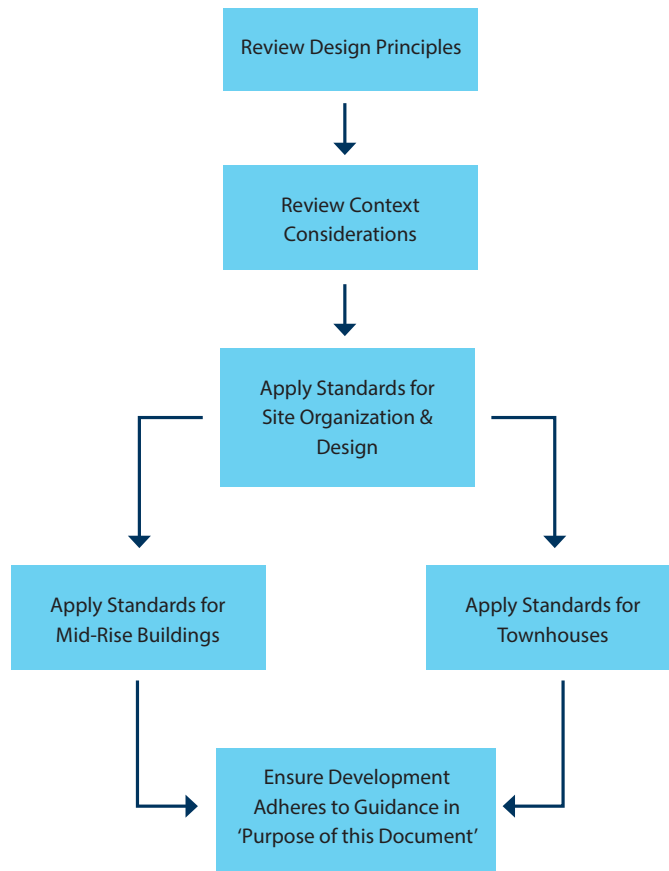 Review Design Principles
Review Context
Considerations
Apply Standards for
Site Organization &
Design
Apply Standards for
Mid-Rise Buildings
Apply Standards for
Townhouses
Ensure Development
Adheres to Guidance in
‘Purpose of this Document’